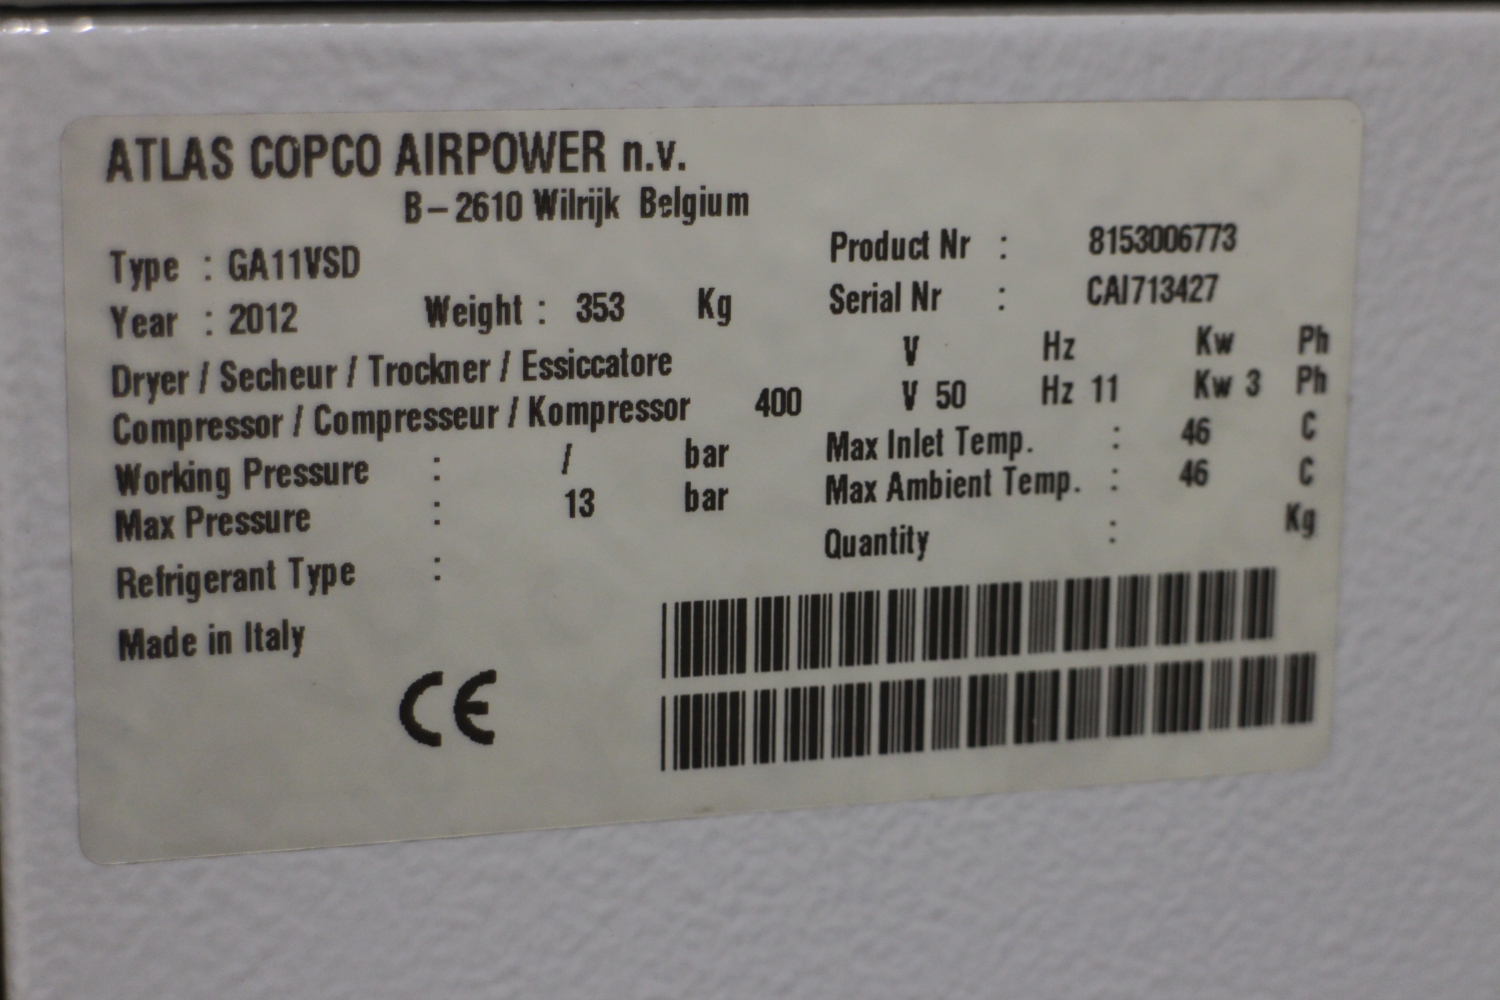 ATLAS COPCO AIRPOWER n.v.
B-2610 Wilrijk Belgium
Type : GA11VSD
Year : 2012 Weight : 353 Kg
Product Nr : 8153006773
Serial Nr : CAI713427
Dryer / Secheur / Trockner / Essiccatore V Hz Kw Ph
Compressor / Compresseur / Kompressor 400 V 50 Hz 11 Kw 3 Ph
Working Pressure : / bar Max Inlet Temp. : 46 C
Max Pressure : 13 bar Max Ambient Temp. : 46 C
Refrigerant Type : Quantity : Kg
Made in Italy
CE